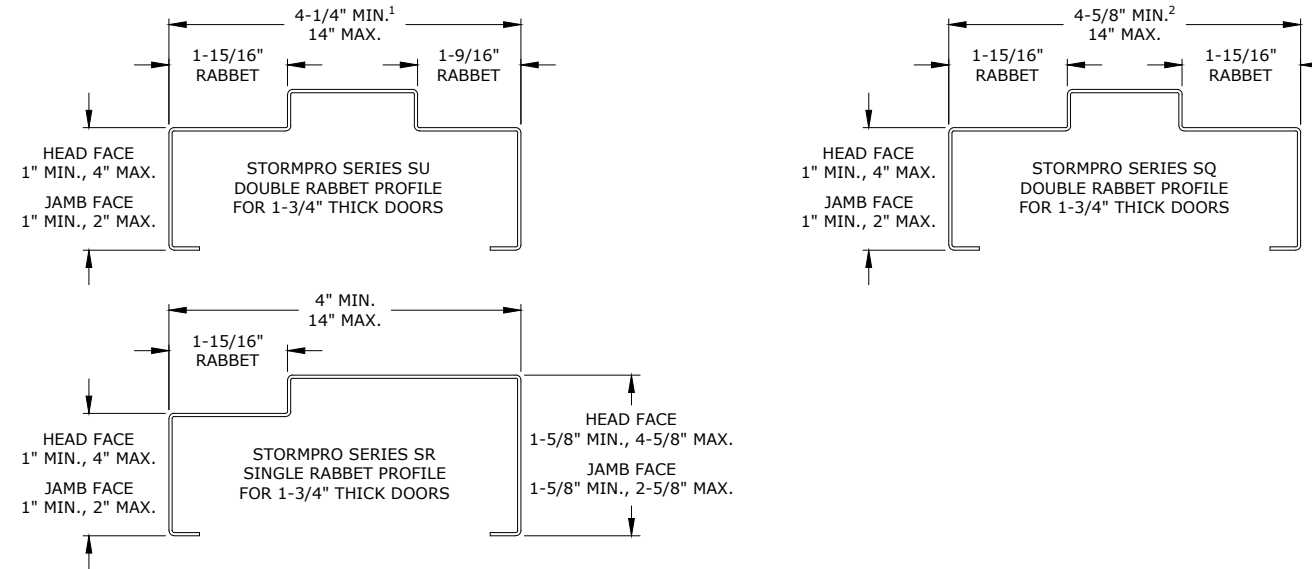 4-1/4" MIN.¹
14" MAX.
1-15/16"
RABBET
1-9/16"
RABBET
HEAD FACE
1" MIN., 4" MAX.
JAMB FACE
1" MIN., 2" MAX.
STORMPRO SERIES SU
DOUBLE RABBET PROFILE
FOR 1-3/4" THICK DOORS
4-5/8" MIN.²
14" MAX.
1-15/16"
RABBET
1-15/16"
RABBET
HEAD FACE
1" MIN., 4" MAX.
JAMB FACE
1" MIN., 2" MAX.
STORMPRO SERIES SQ
DOUBLE RABBET PROFILE
FOR 1-3/4" THICK DOORS
4" MIN.
14" MAX.
1-15/16"
RABBET
HEAD FACE
1" MIN., 4" MAX.
JAMB FACE
1" MIN., 2" MAX.
STORMPRO SERIES SR
SINGLE RABBET PROFILE
FOR 1-3/4" THICK DOORS
HEAD FACE
1-5/8" MIN., 4-5/8" MAX.
JAMB FACE
1-5/8" MIN., 2-5/8" MAX.